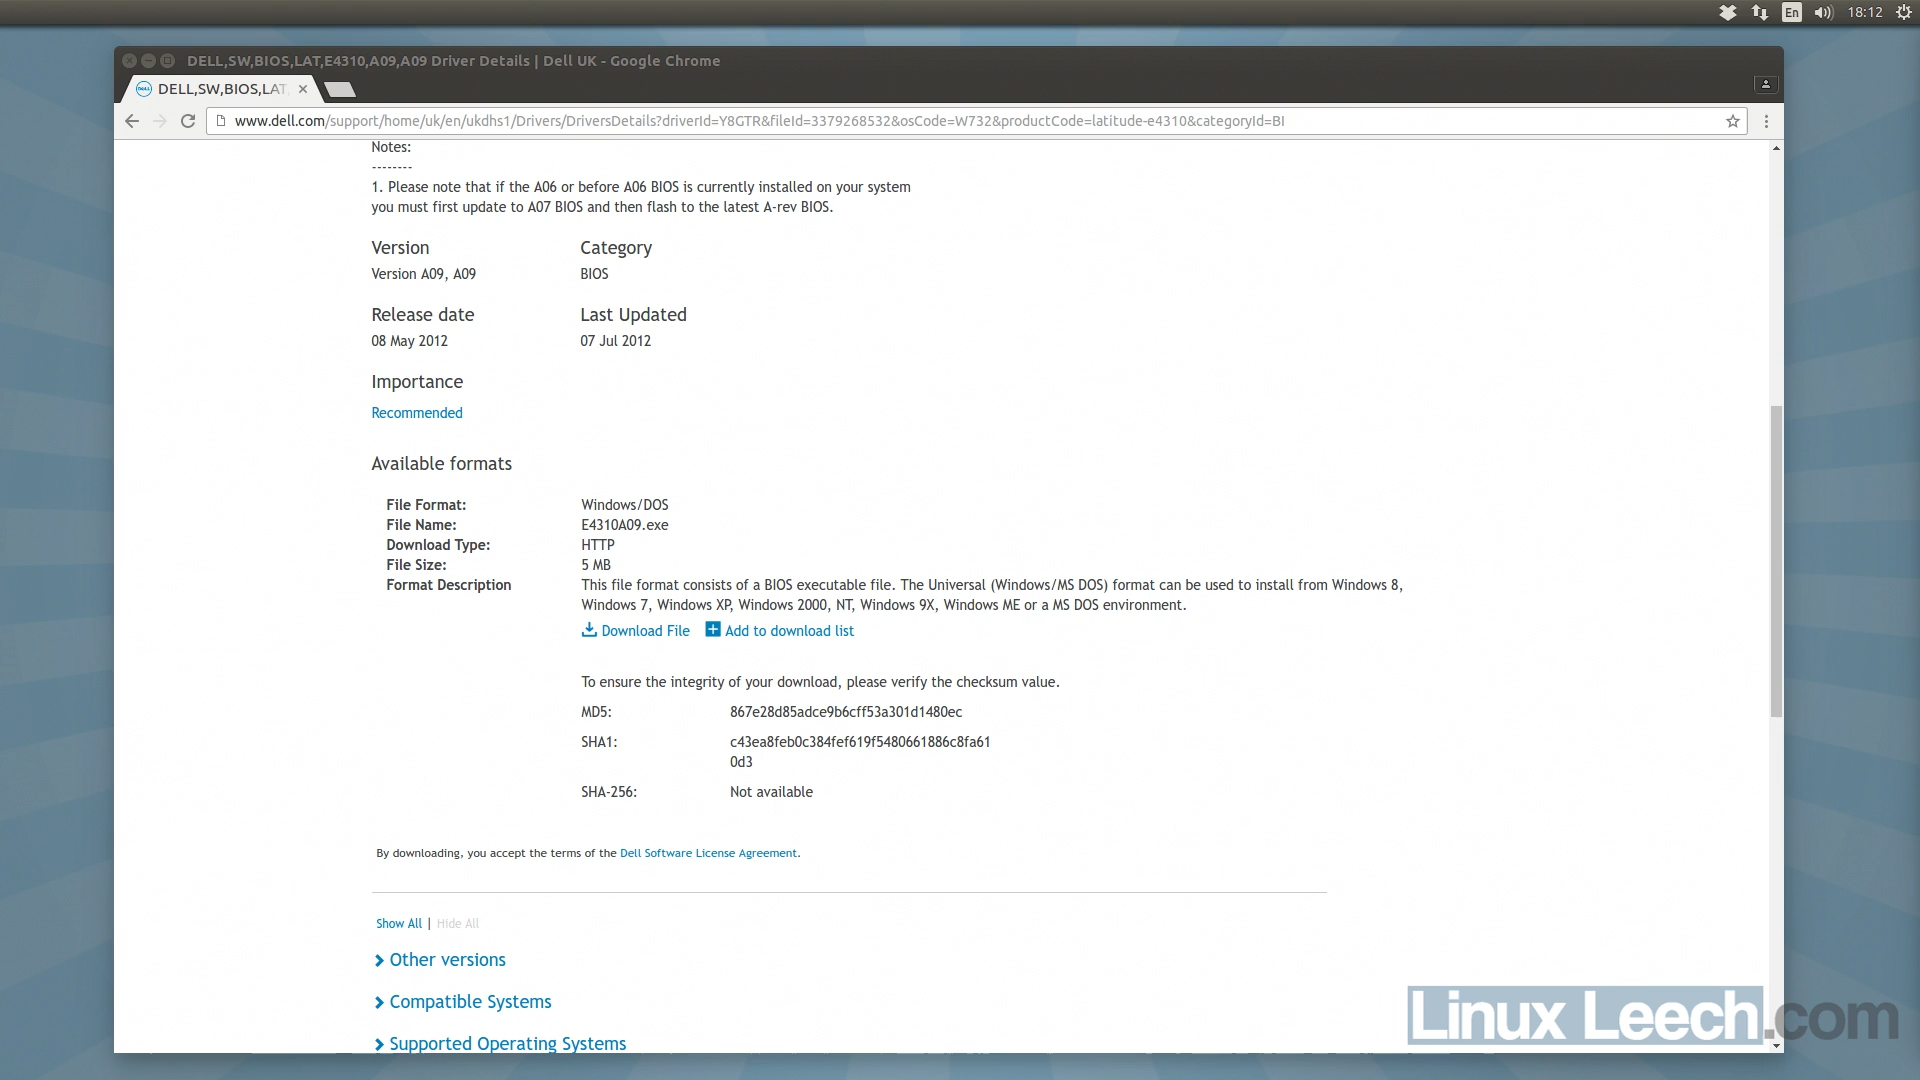 En
18:12
DELL,SW,BIOS,LAT,E4310,A09,A09 Driver Details | Dell UK - Google Chrome
DELL,SW,BIOS,LAT,
www.dell.com/support/home/uk/en/ukdhs1/Drivers/DriversDetails?driverId=Y8GTR&fileId=3379268532&osCode=W732&productCode=latitude-e4310&categoryId=BI
Notes:
--------
1. Please note that if the A06 or before A06 BIOS is currently installed on your system
you must first update to A07 BIOS and then flash to the latest A-rev BIOS.
Version Category
Version A09, A09 BIOS
Release date Last Updated
08 May 2012 07 Jul 2012
Importance
Recommended
Available formats
File Format: Windows/DOS
File Name: E4310A09.exe
Download Type: HTTP
File Size: 5 MB
Format Description This file format consists of a BIOS executable file. The Universal (Windows/MS DOS) format can be used to install from Windows 8,
Windows 7, Windows XP, Windows 2000, NT, Windows 9X, Windows ME or a MS DOS environment.
Download File Add to download list
To ensure the integrity of your download, please verify the checksum value.
MD5: 867e28d85adce9b6cff53a301d1480ec
SHA1: c43ea8feb0c384fef619f5480661886c8fa61
0d3
SHA-256: Not available
By downloading, you accept the terms of the Dell Software License Agreement.
Show All | Hide All
Other versions
Compatible Systems
Supported Operating Systems
Linux Leech.com